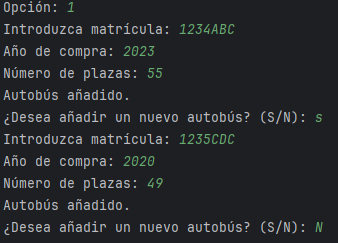 Opción: 1
Introduzca matrícula: 1234ABC
Año de compra: 2023
Número de plazas: 55
Autobús añadido.
¿Desea añadir un nuevo autobús? (S/N): s
Introduzca matrícula: 1235CDC
Año de compra: 2020
Número de plazas: 49
Autobús añadido.
¿Desea añadir un nuevo autobús? (S/N): N